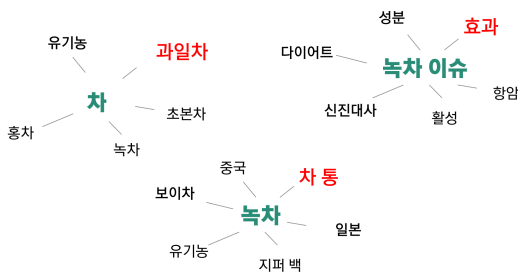 유기농
과일차
차
초본차
홍차
녹차
성분
효과
다이어트
녹차 이슈
항암
신진대사
활성
중국
차 통
보이차
녹차
일본
유기농
지퍼 백